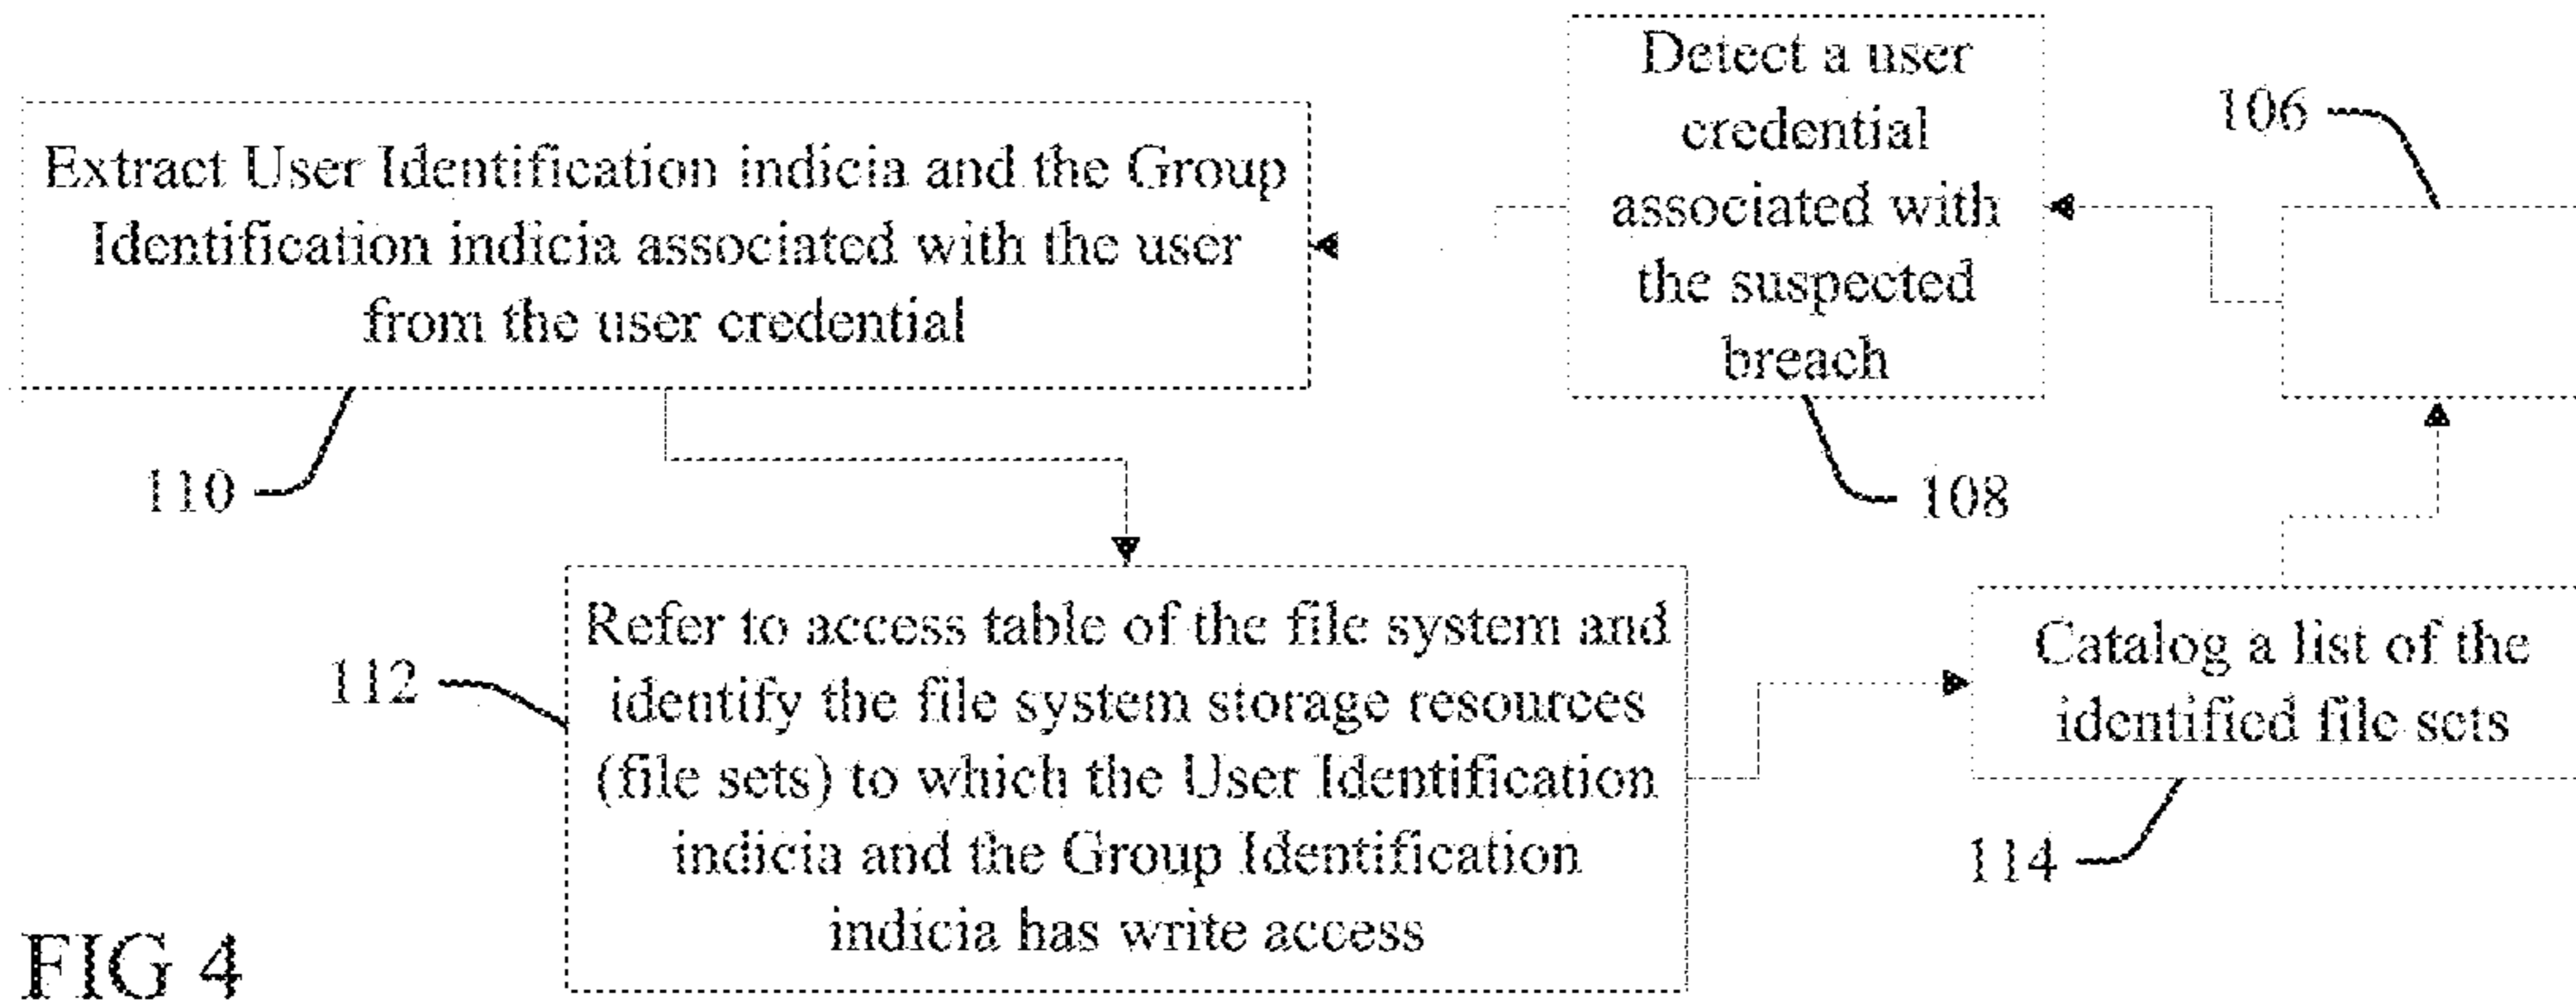 Detect a user
credential
associated with
the suspected
breach
106
Extract User Identification indicia and the Group
Identification indicia associated with the user
from the user credential
110
108
Refer to access table of the file system and
identify the file system storage resources
(file sets) to which the User Identification
indicia and the Group Identification
indicia has write access
112
Catalog a list of the
identified file sets
114
FIG 4